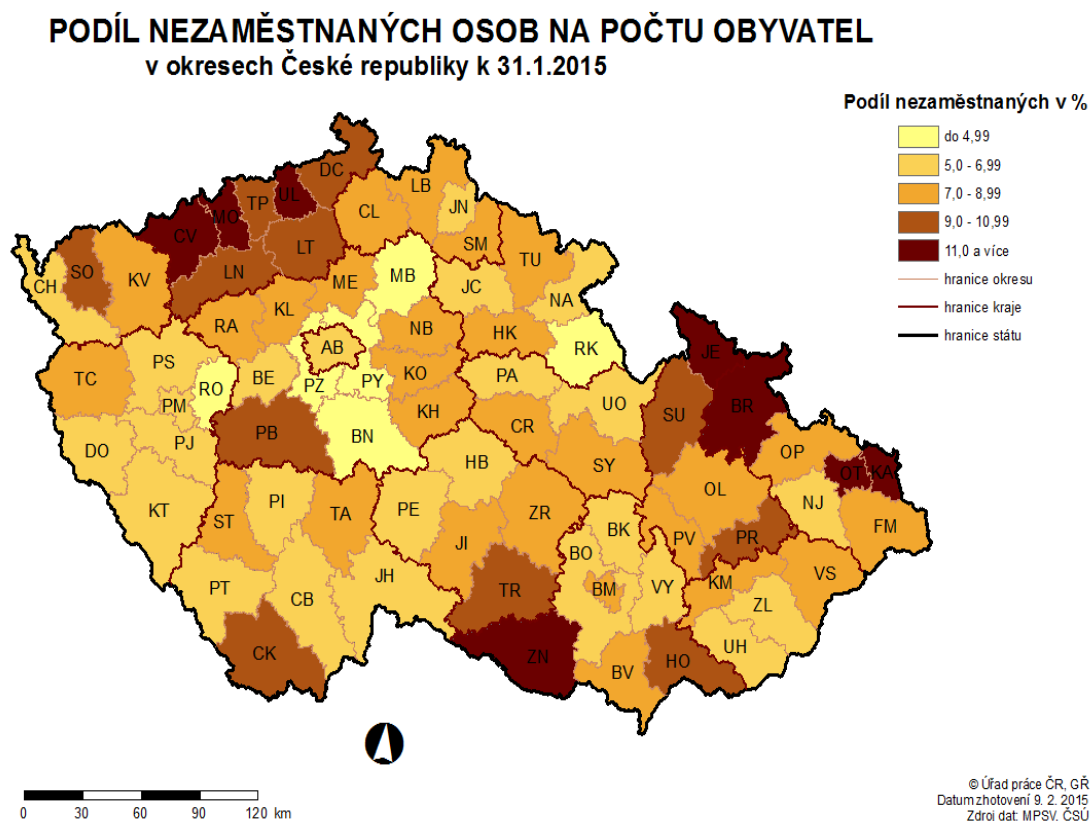 PODÍL NEZAMĚSTNANÝCH OSOB NA POČTU OBYVATEL
v okresech České republiky k 31.1.2015
Podíl nezaměstnaných v %
do 4,99
5,0 - 6,99
7,0 - 8,99
9,0 - 10,99
11,0 a více
hranice okresu
hranice kraje
hranice státu
DC
UL
TP
MO
CV
LT
LN
SO
CH
KV
LB
JN
CL
SM
TU
MB
ME
JC
NA
KL
RA
NB
HK
RK
AB
JE
PS
BE
PZ
PY
KO
PA
TC
RO
PM
KH
UO
SU
BR
PB
BN
CR
DO
PJ
HB
SY
OP
OT
KA
KT
PI
ST
TA
PE
ZR
OL
NJ
FM
JI
BK
PV
PR
BO
VS
PT
CB
JH
TR
BM
VY
KM
ZL
CK
ZN
BV
HO
UH
0 30 60 90 120 km
© Úřad práce ČR, GŘ
Datum zhotovení 9. 2. 2015
Zdroj dat: MPSV, ČSÚ